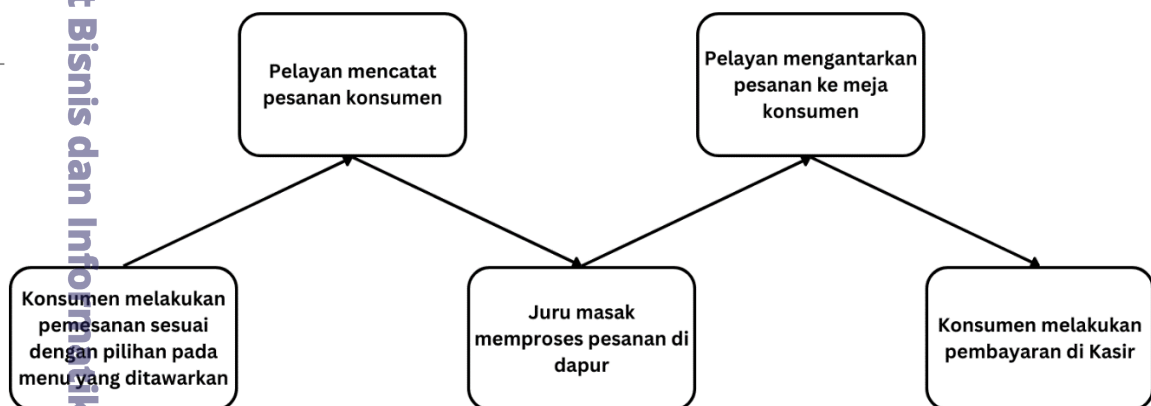 t Bisnis dan Informatik
Konsumen melakukan
pemesanan sesuai
dengan pilihan pada
menu yang ditawarkan
Pelayan mencatat
pesanan konsumen
Juru masak
memproses pesanan di
dapur
Pelayan mengantarkan
pesanan ke meja
konsumen
Konsumen melakukan
pembayaran di Kasir